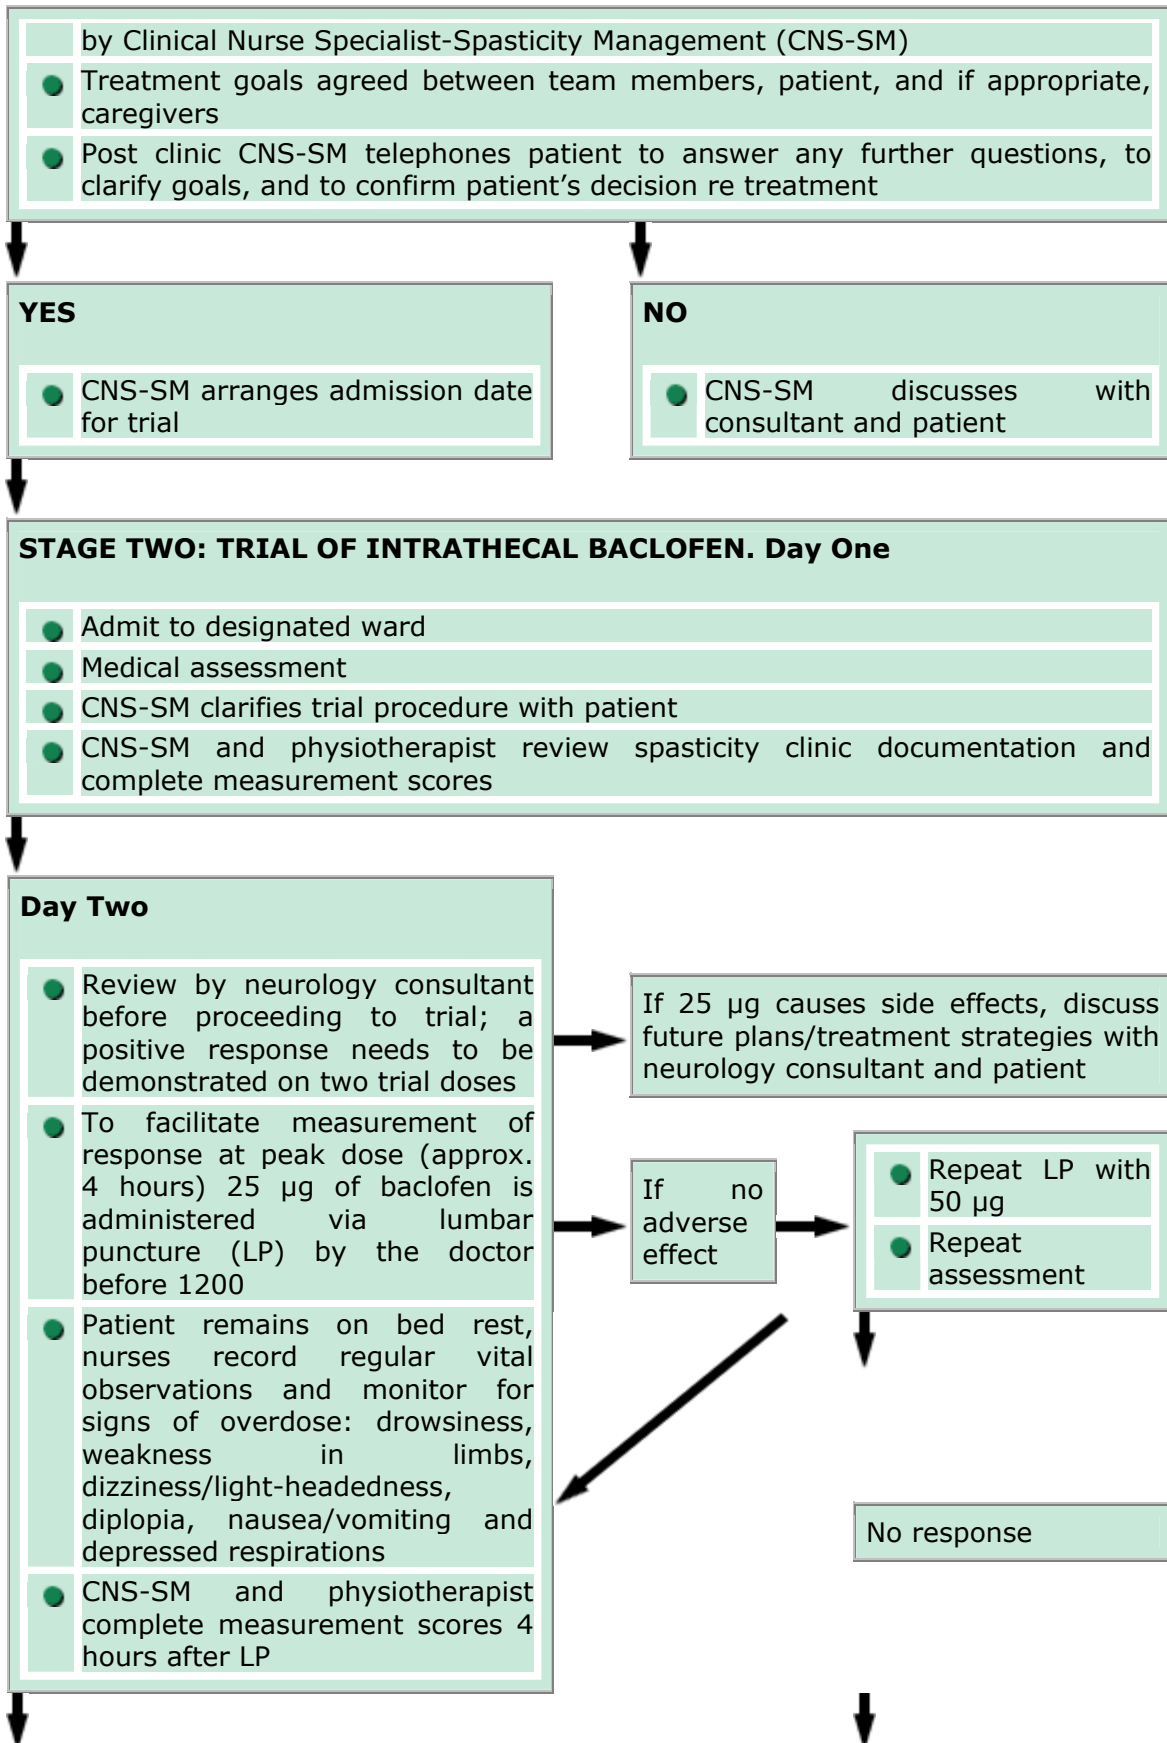 by Clinical Nurse Specialist-Spasticity Management (CNS-SM)
Treatment goals agreed between team members, patient, and if appropriate,
caregivers
Post clinic CNS-SM telephones patient to answer any further questions, to
clarify goals, and to confirm patient's decision re treatment
YES
CNS-SM arranges admission date
for trial
NO
CNS-SM discusses with
consultant and patient
STAGE TWO: TRIAL OF INTRATHECAL BACLOFEN. Day One
Admit to designated ward
Medical assessment
CNS-SM clarifies trial procedure with patient
CNS-SM and physiotherapist review spasticity clinic documentation and
complete measurement scores
Day Two
Review by neurology consultant
before proceeding to trial; a
positive response needs to be
demonstrated on two trial doses
To facilitate measurement of
response at peak dose (approx.
4 hours) 25 µg of baclofen is
administered via lumbar
puncture (LP) by the doctor
before 1200
Patient remains on bed rest,
nurses record regular vital
observations and monitor for
signs of overdose: drowsiness,
weakness in limbs,
dizziness/light-headedness,
diplopia, nausea/vomiting and
depressed respirations
CNS-SM and physiotherapist
complete measurement scores 4
hours after LP
If 25 µg causes side effects, discuss
future plans/treatment strategies with
neurology consultant and patient
If no
adverse
effect
Repeat LP with
50 µg
Repeat
assessment
No response